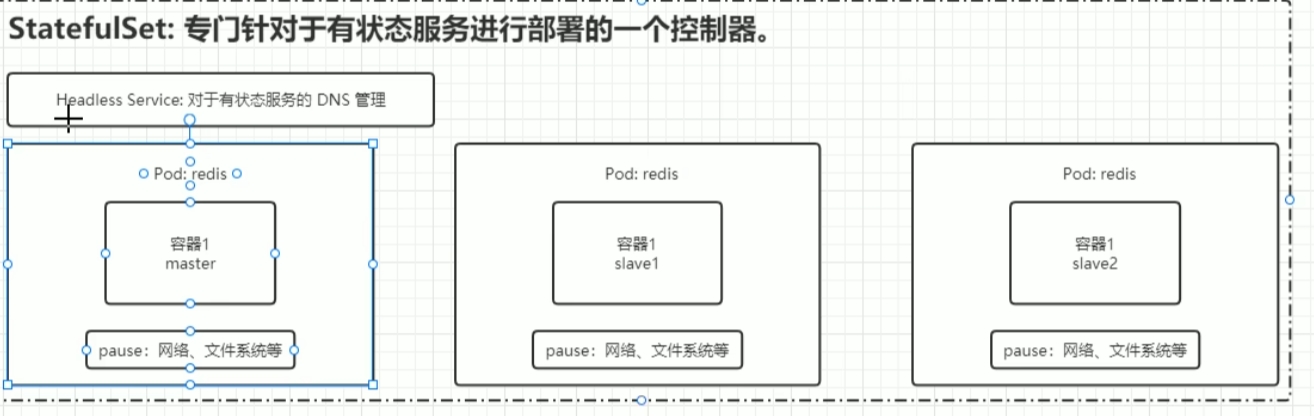 StatefulSet: 专门针对于有状态服务进行部署的一个控制器。
Headless Service: 对于有状态服务的 DNS 管理
Pod: redis
容器1
master
pause：网络、文件系统等
Pod: redis
容器1
slave1
pause：网络、文件系统等
Pod: redis
容器1
slave2
pause：网络、文件系统等